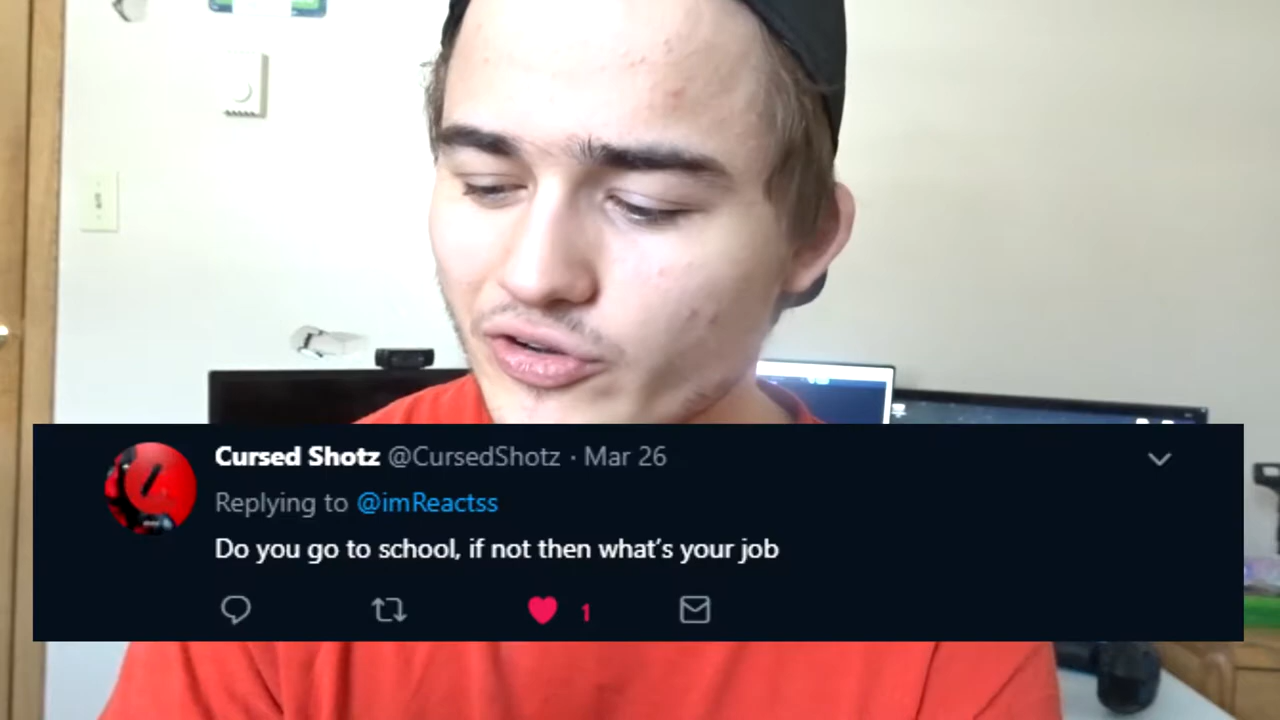 Cursed Shotz @CursedShotz · Mar 26
Replying to @imReactss
Do you go to school, if not then what's your job
1